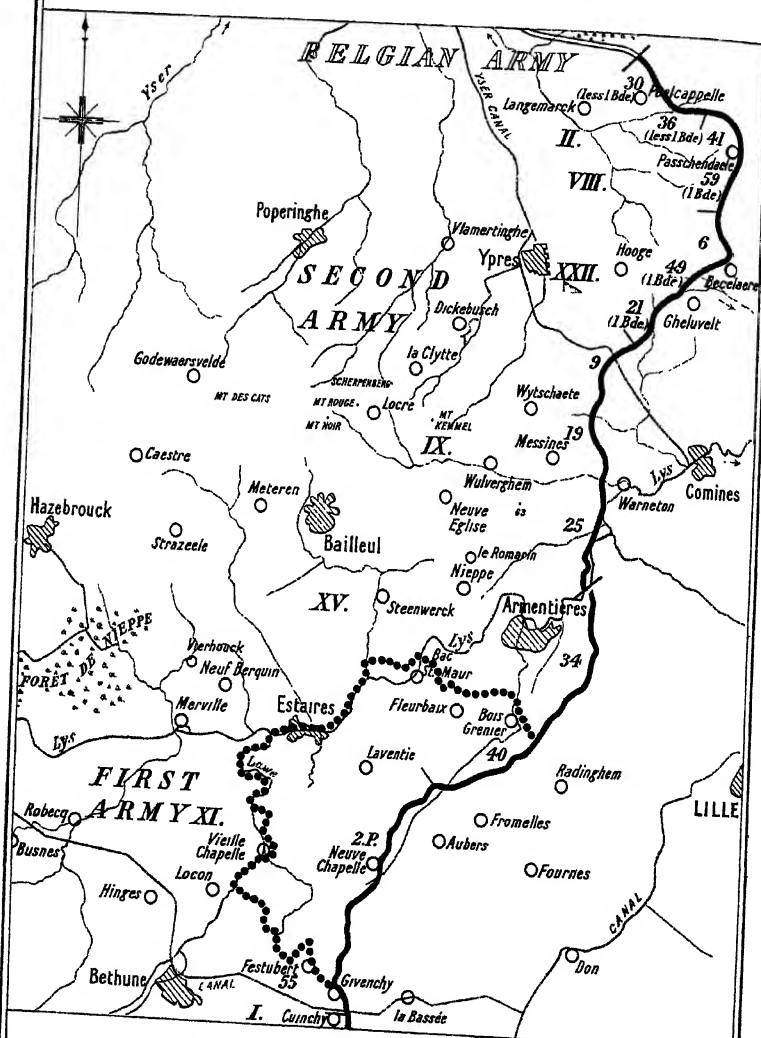 BELGIAN ARMY
Yser
YSER CANAL
30
(less 1.Bde)
Poelcappelle
Langemarck
36
(less 1.Bde)
41
II.
Passchendaele
59
(1.Bde)
VIII.
Poperinghe
Vlamertinghe
Ypres
6
Hooge
49
(1.Bde)
Becelaere
XXII.
SECOND
ARMY
Dickebusch
21
(1.Bde)
Gheluvelt
la Clytte
9
Godewaersvelde
MT DES CATS
SCHERPENBERG
MT ROUGE
Locre
MT NOIR
MT KEMMEL
Wytschaete
19
IX.
Messines
Caestre
Wulverghem
Lys
Comines
Warneton
Meteren
Neuve
Eglise
Hazebrouck
Bailleul
25
Strazeele
le Romarin
Nieppe
XV.
Steenwerck
Armentières
FORÊT DE NIEPPE
Vierhouck
Neuf Berquin
Lys
Bac
St. Maur
34
Merville
Estaires
Fleurbaix
Bois
Grenier
Lys
Lawe
Laventie
40
FIRST
ARMY
XI.
Radinghem
LILLE
Robecq
Fromelles
Busnes
Vieille
Chapelle
2.P.
Neuve
Chapelle
Aubers
Fournes
Hinges
Locon
CANAL
Bethune
CANAL
Festubert
55
Givenchy
Don
I.
Cuinchy
la Bassée